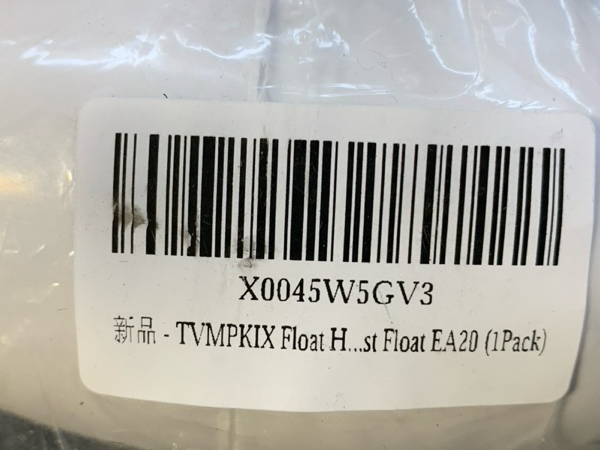 X0045W5GV3
新品 - TVMPKIX Float H...st Float EA20 (1Pack)